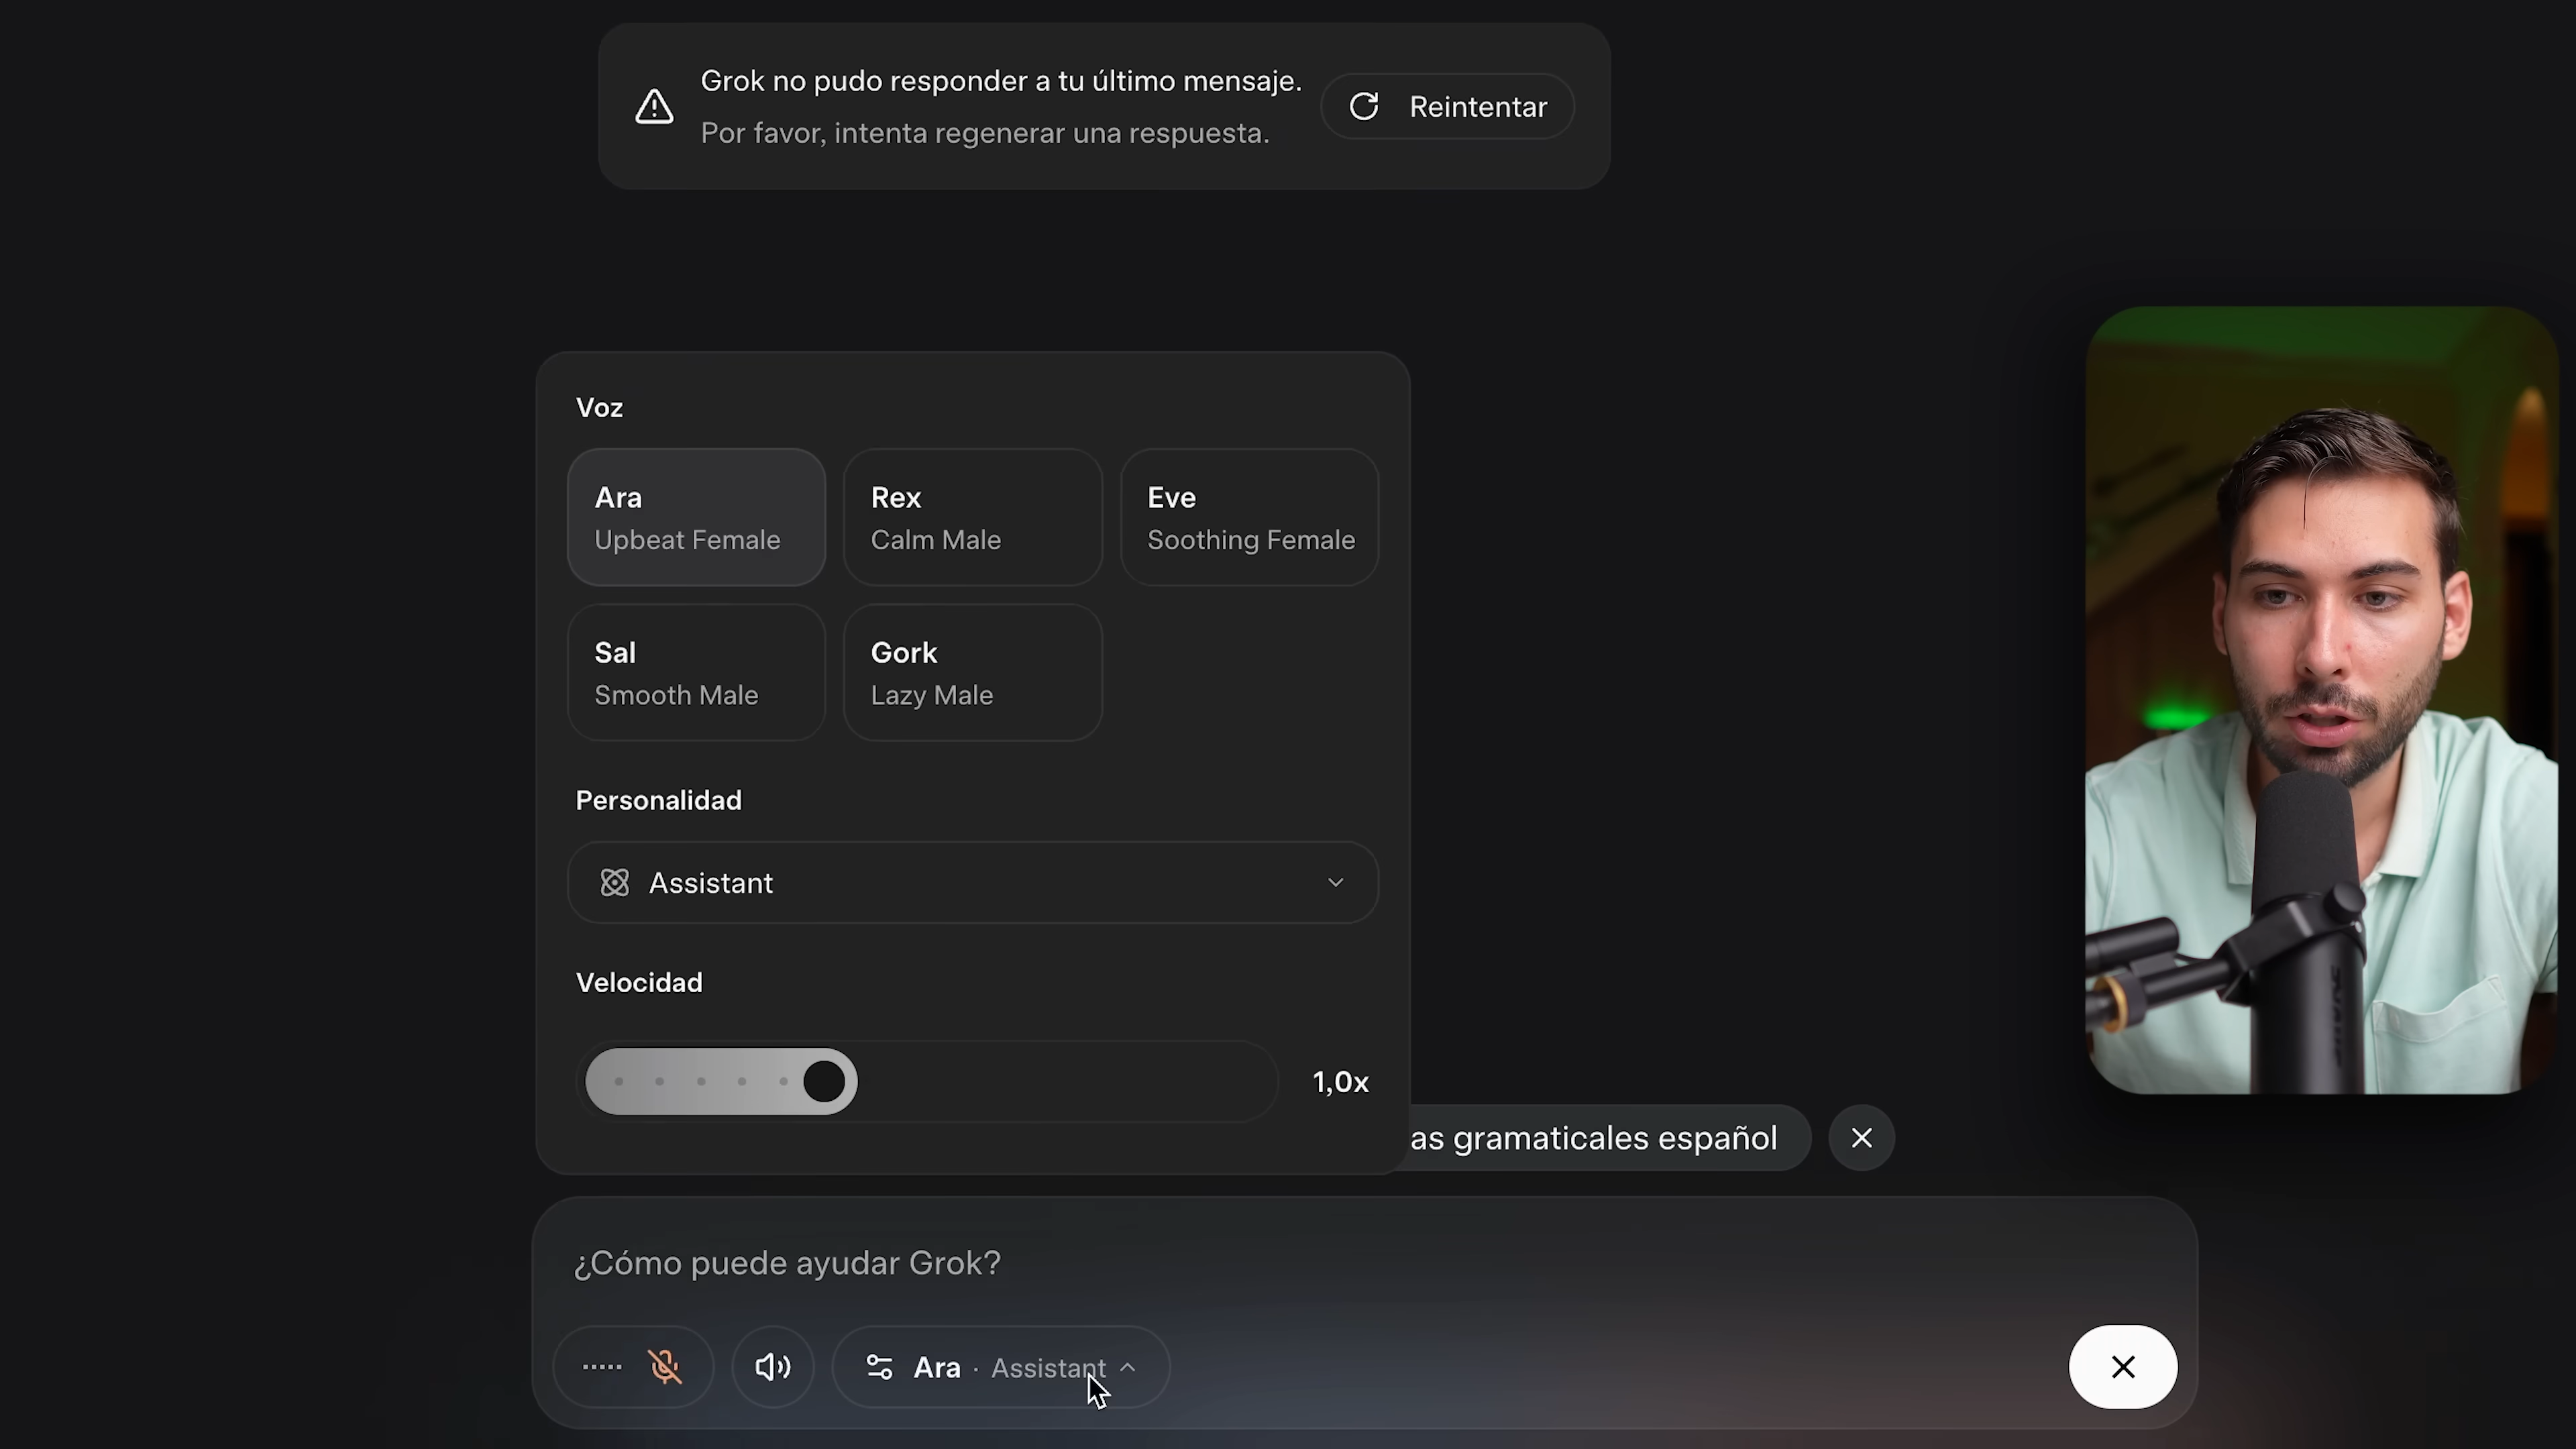 Grok no pudo responder a tu último mensaje.
Por favor, intenta regenerar una respuesta.
Reintentar
Voz
Ara
Upbeat Female
Rex
Calm Male
Eve
Soothing Female
Sal
Smooth Male
Gork
Lazy Male
Personalidad
Assistant
Velocidad
1,0x
as gramaticales español
¿Cómo puede ayudar Grok?
Ara · Assistant